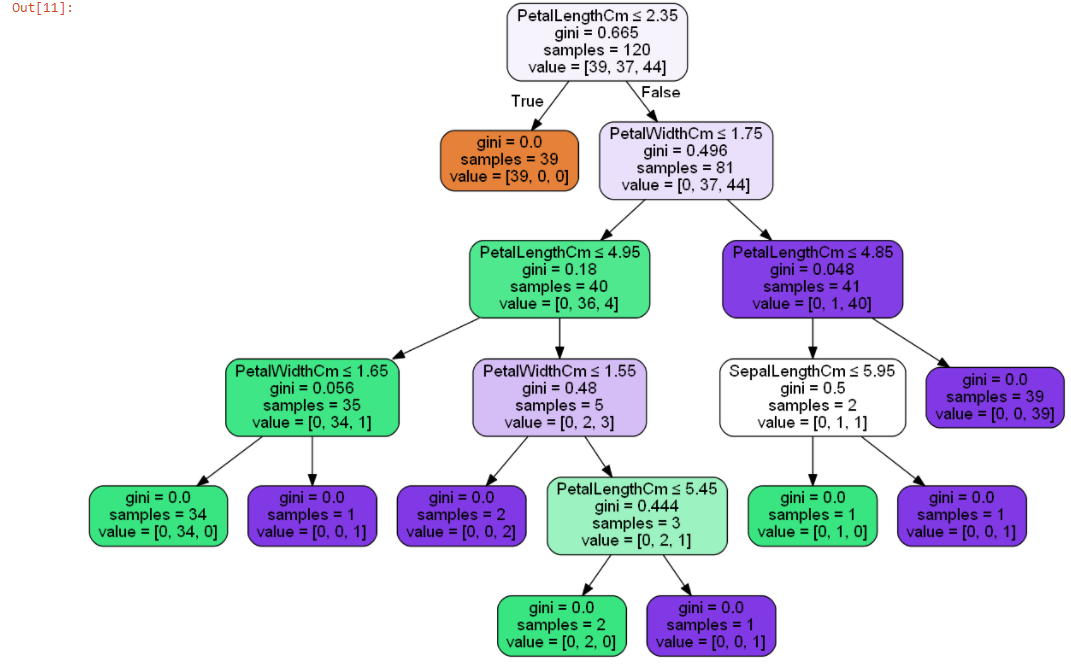 Out[11]:
PetalLengthCm ≤ 2.35
gini = 0.665
samples = 120
value = [39, 37, 44]
True
False
gini = 0.0
samples = 39
value = [39, 0, 0]
PetalWidthCm ≤ 1.75
gini = 0.496
samples = 81
value = [0, 37, 44]
PetalLengthCm ≤ 4.95
gini = 0.18
samples = 40
value = [0, 36, 4]
PetalLengthCm ≤ 4.85
gini = 0.048
samples = 41
value = [0, 1, 40]
PetalWidthCm ≤ 1.65
gini = 0.056
samples = 35
value = [0, 34, 1]
PetalWidthCm ≤ 1.55
gini = 0.48
samples = 5
value = [0, 2, 3]
SepalLengthCm ≤ 5.95
gini = 0.5
samples = 2
value = [0, 1, 1]
gini = 0.0
samples = 39
value = [0, 0, 39]
gini = 0.0
samples = 34
value = [0, 34, 0]
gini = 0.0
samples = 1
value = [0, 0, 1]
gini = 0.0
samples = 2
value = [0, 0, 2]
PetalLengthCm ≤ 5.45
gini = 0.444
samples = 3
value = [0, 2, 1]
gini = 0.0
samples = 1
value = [0, 1, 0]
gini = 0.0
samples = 1
value = [0, 0, 1]
gini = 0.0
samples = 2
value = [0, 2, 0]
gini = 0.0
samples = 1
value = [0, 0, 1]